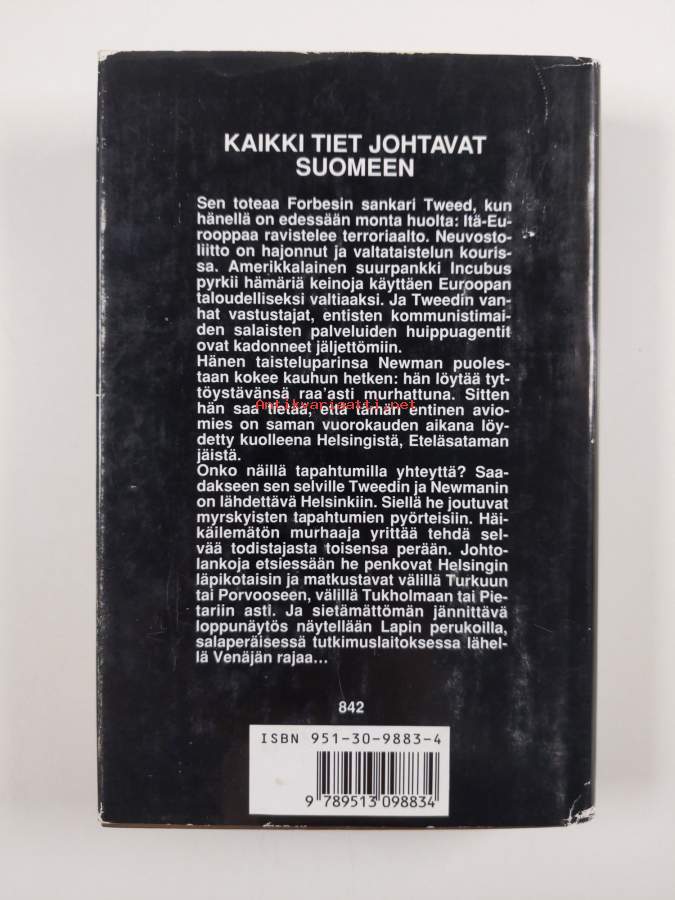 KAIKKI TIET JOHTAVAT
SUOMEEN
Sen toteaa Forbesin sankari Tweed, kun
hänellä on edessään monta huolta: Itä-Eu-
rooppaa ravistelee terroriaalto. Neuvosto-
liitto on hajonnut ja valtataistelun kouris-
sa. Amerikkalainen suurpankki Incubus
pyrkii hämäriä keinoja käyttäen Euroopan
taloudelliseksi valtiaaksi. Ja Tweedin van-
hat vastustajat, entisten kommunistimai-
den salaisten palveluiden huippuagentit
ovat kadonneet jäljettömiin.
Hänen taisteluparinsa Newman puoles-
taan kokee kauhun hetken: hän löytää tyt-
töystävänsä raa'asti murhattuna. Sitten
Antikvariaatti.net
hän saa tietää, että tämän entinen avio-
mies on saman vuorokauden aikana löy-
detty kuolleena Helsingistä, Eteläsataman
jäistä.
Onko näillä tapahtumilla yhteyttä? Saa-
dakseen sen selville Tweedin ja Newmanin
on lähdettävä Helsinkiin. Siellä he joutuvat
myrskyisten tapahtumien pyörteisiin. Häi-
käilemätön murhaaja yrittää tehdä sel-
vää todistajasta toisensa perään. Johto-
lankoja etsiessään he penkovat Helsingin
läpikotaisin ja matkustavat välillä Turkuun
tai Porvooseen, välillä Tukholmaan tai Pie-
tariin asti. Ja sietämättömän jännittävä
loppunäytös näytellään Lapin perukoilla,
salaperäisessä tutkimuslaitoksessa lähel-
lä Venäjän rajaa...
842
ISBN 951-30-9883-4
9 789513 098834